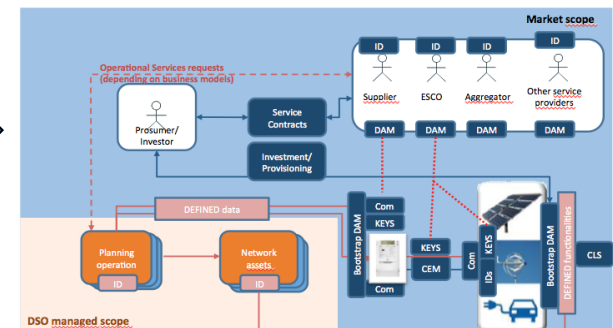 Market scope
ID
ID
ID
ID
Operational Services requests
(depending on business models)
Supplier
ESCO
Aggregator
Other service
providers
Prosumer/
Investor
Service
Contracts
DAM
DAM
DAM
DAM
Investment/
Provisioning
DEFINED data
Bootstrap DAM
Com
KEYS
Com
KEYS
CEM
Com
KEYS
IDs
Bootstrap DAM
DEFINED functionalities
CLS
Planning
operation
ID
Network
assets.
ID
DSO managed scope